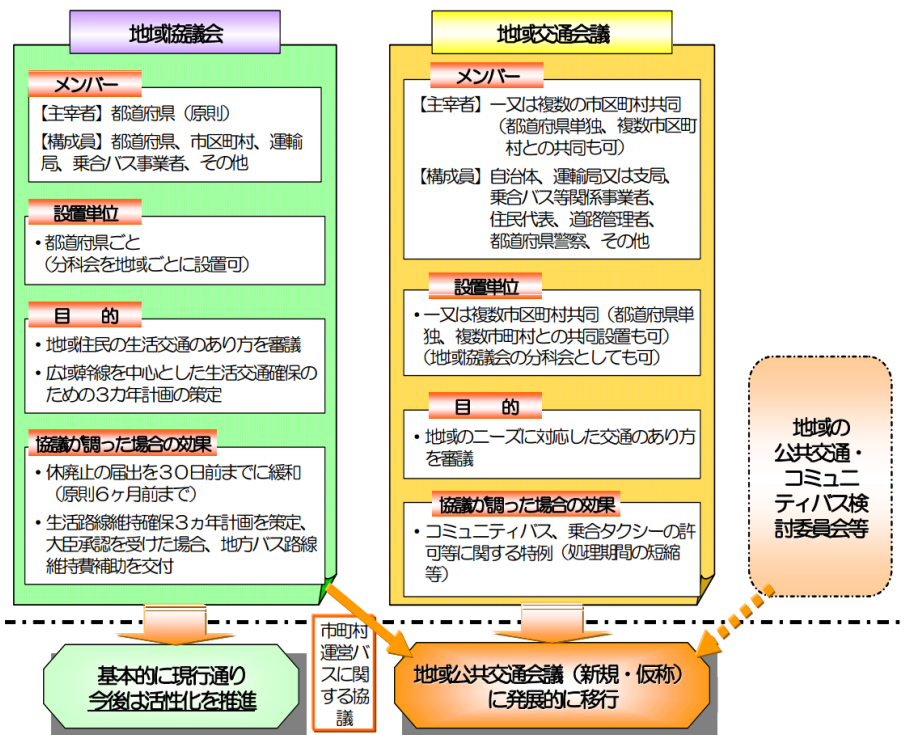 地域協議会
メンバー
【主宰者】都道府県（原則）
【構成員】都道府県、市区町村、運輸
局、乗合バス事業者、その他
設置単位
・都道府県ごと
（分科会を地域ごとに設置可）
目　的
・地域住民の生活交通のあり方を審議
・広域幹線を中心とした生活交通確保の
ための３カ年計画の策定
協議が調った場合の効果
・休廃止の届出を３０日前までに緩和
（原則６ヶ月前まで）
・生活路線維持確保３ヵ年計画を策定、
大臣承認を受けた場合、地方バス路線
維持費補助を交付
基本的に現行通り
今後は活性化を推進
市町村
運営バ
スに関
する協
議
地域交通会議
メンバー
【主宰者】一又は複数の市区町村共同
（都道府県単独、複数市区町
村との共同も可）
【構成員】自治体、運輸局又は支局、
乗合バス等関係事業者、
住民代表、道路管理者、
都道府県警察、その他
設置単位
・一又は複数市区町村共同（都道府県単
独、複数市町村との共同設置も可）
（地域協議会の分科会としても可）
目　的
・地域のニーズに対応した交通のあり方
を審議
協議が調った場合の効果
・コミュニティバス、乗合タクシーの許
可等に関する特例（処理期間の短縮
等）
地域公共交通会議（新規・仮称）
に発展的に移行
地域の
公共交通・
コミュニ
ティバス検
討委員会等